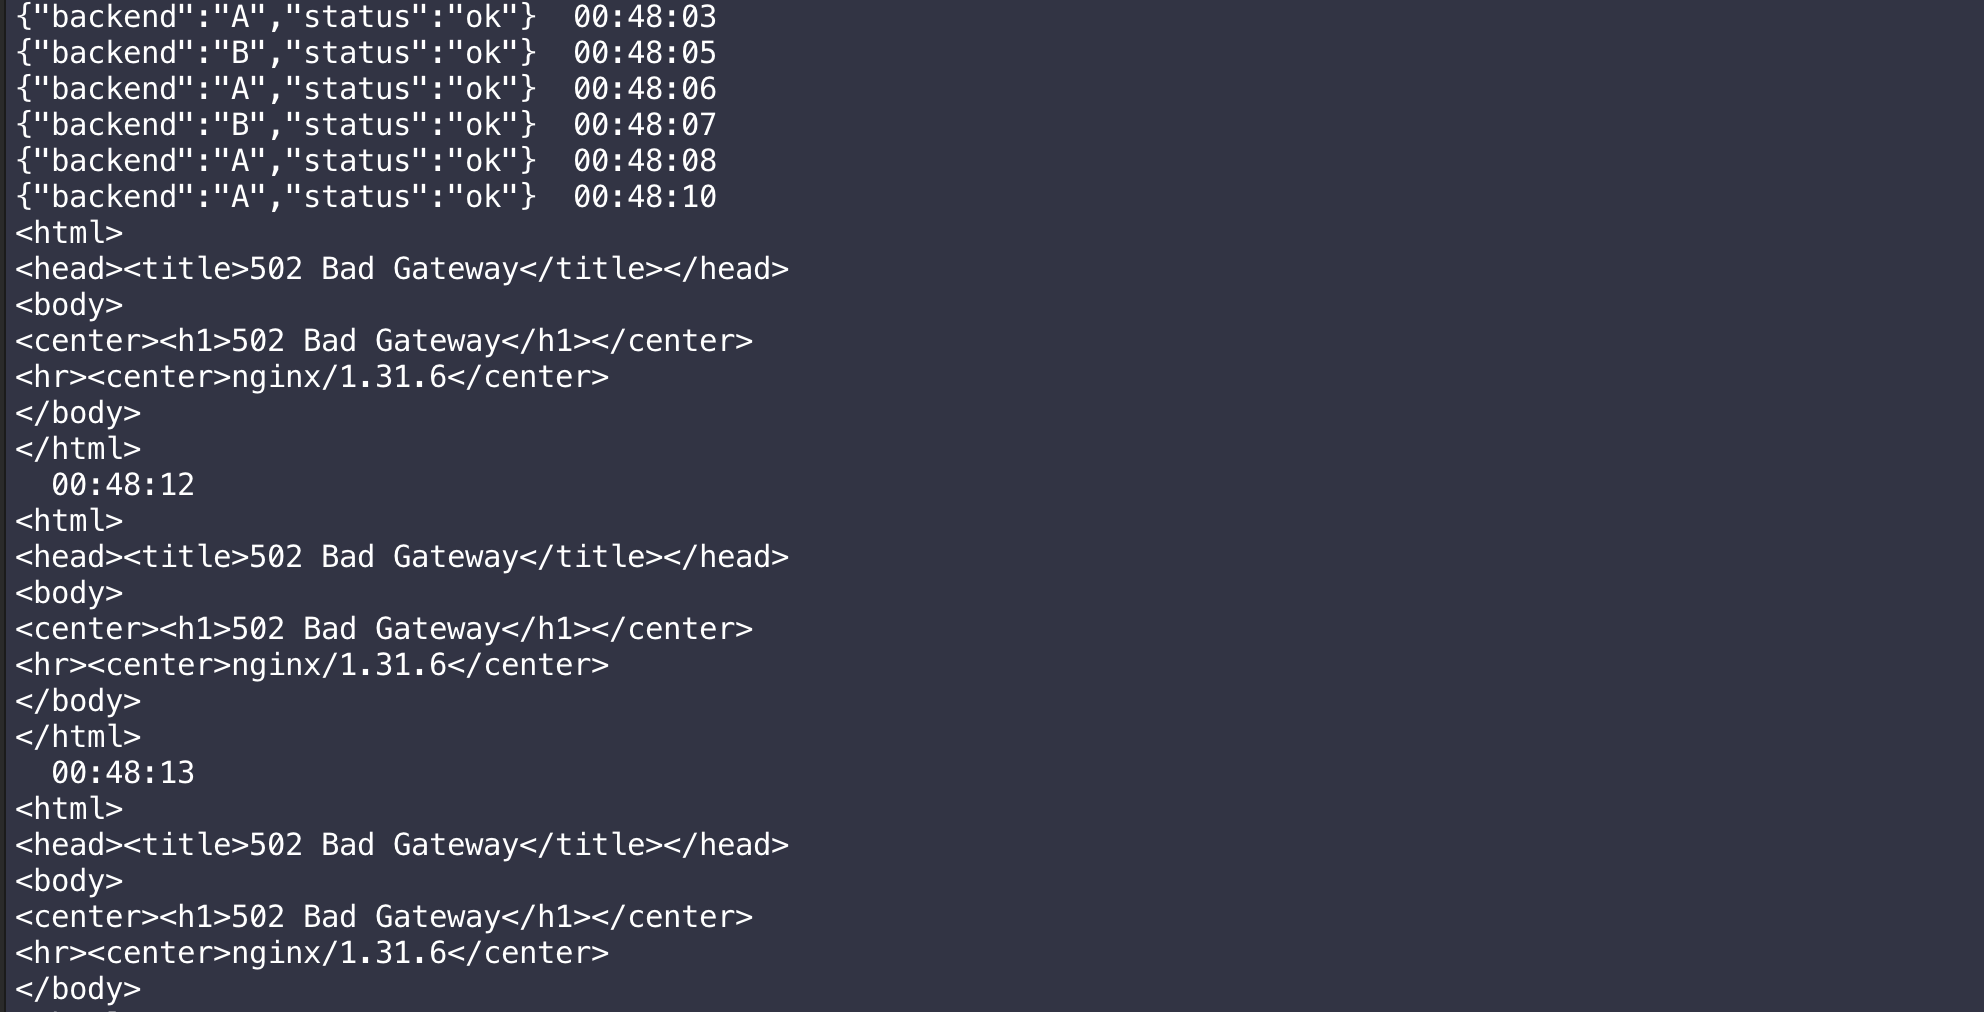 {"backend":"A","status":"ok"}  00:48:03
{"backend":"B","status":"ok"}  00:48:05
{"backend":"A","status":"ok"}  00:48:06
{"backend":"B","status":"ok"}  00:48:07
{"backend":"A","status":"ok"}  00:48:08
{"backend":"A","status":"ok"}  00:48:10
<html>
<head><title>502 Bad Gateway</title></head>
<body>
<center><h1>502 Bad Gateway</h1></center>
<hr><center>nginx/1.31.6</center>
</body>
</html>
  00:48:12
<html>
<head><title>502 Bad Gateway</title></head>
<body>
<center><h1>502 Bad Gateway</h1></center>
<hr><center>nginx/1.31.6</center>
</body>
</html>
  00:48:13
<html>
<head><title>502 Bad Gateway</title></head>
<body>
<center><h1>502 Bad Gateway</h1></center>
<hr><center>nginx/1.31.6</center>
</body>